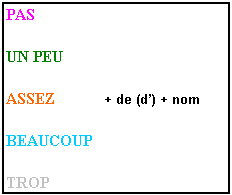 PAS
UN PEU
ASSEZ + de (d’) + nom
BEAUCOUP
TROP